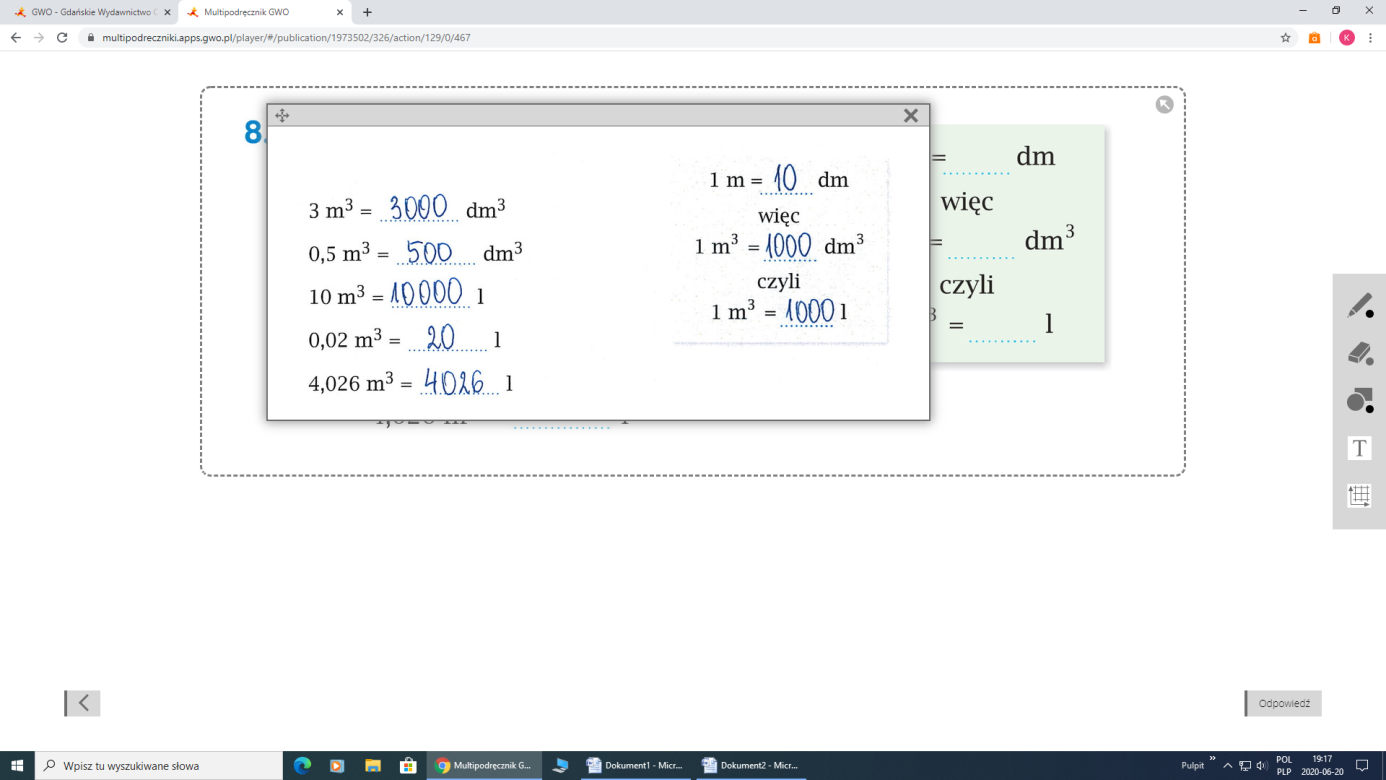 GWO - Gdańskie Wydawnictwo
Multipodręcznik GWO
multipodreczniki.apps.gwo.pl/player/#/publication/1973502/326/action/129/0/467
K
8.
3 m³ = 3000 dm³
0,5 m³ = 500 dm³
10 m³ = 10000 l
0,02 m³ = 20 l
4,026 m³ = 4026 l
1 m = 10 dm
więc
1 m³ = 1000 dm³
czyli
1 m³ = 1000 l
= dm
więc
= dm³
czyli
³ = l
T
Odpowiedź
Wpisz tu wyszukiwane słowa
Multipodręcznik G...
Dokument1 - Micr...
Dokument2 - Micr...
Pulpit
POL
PLP
19:17
2020-06-20